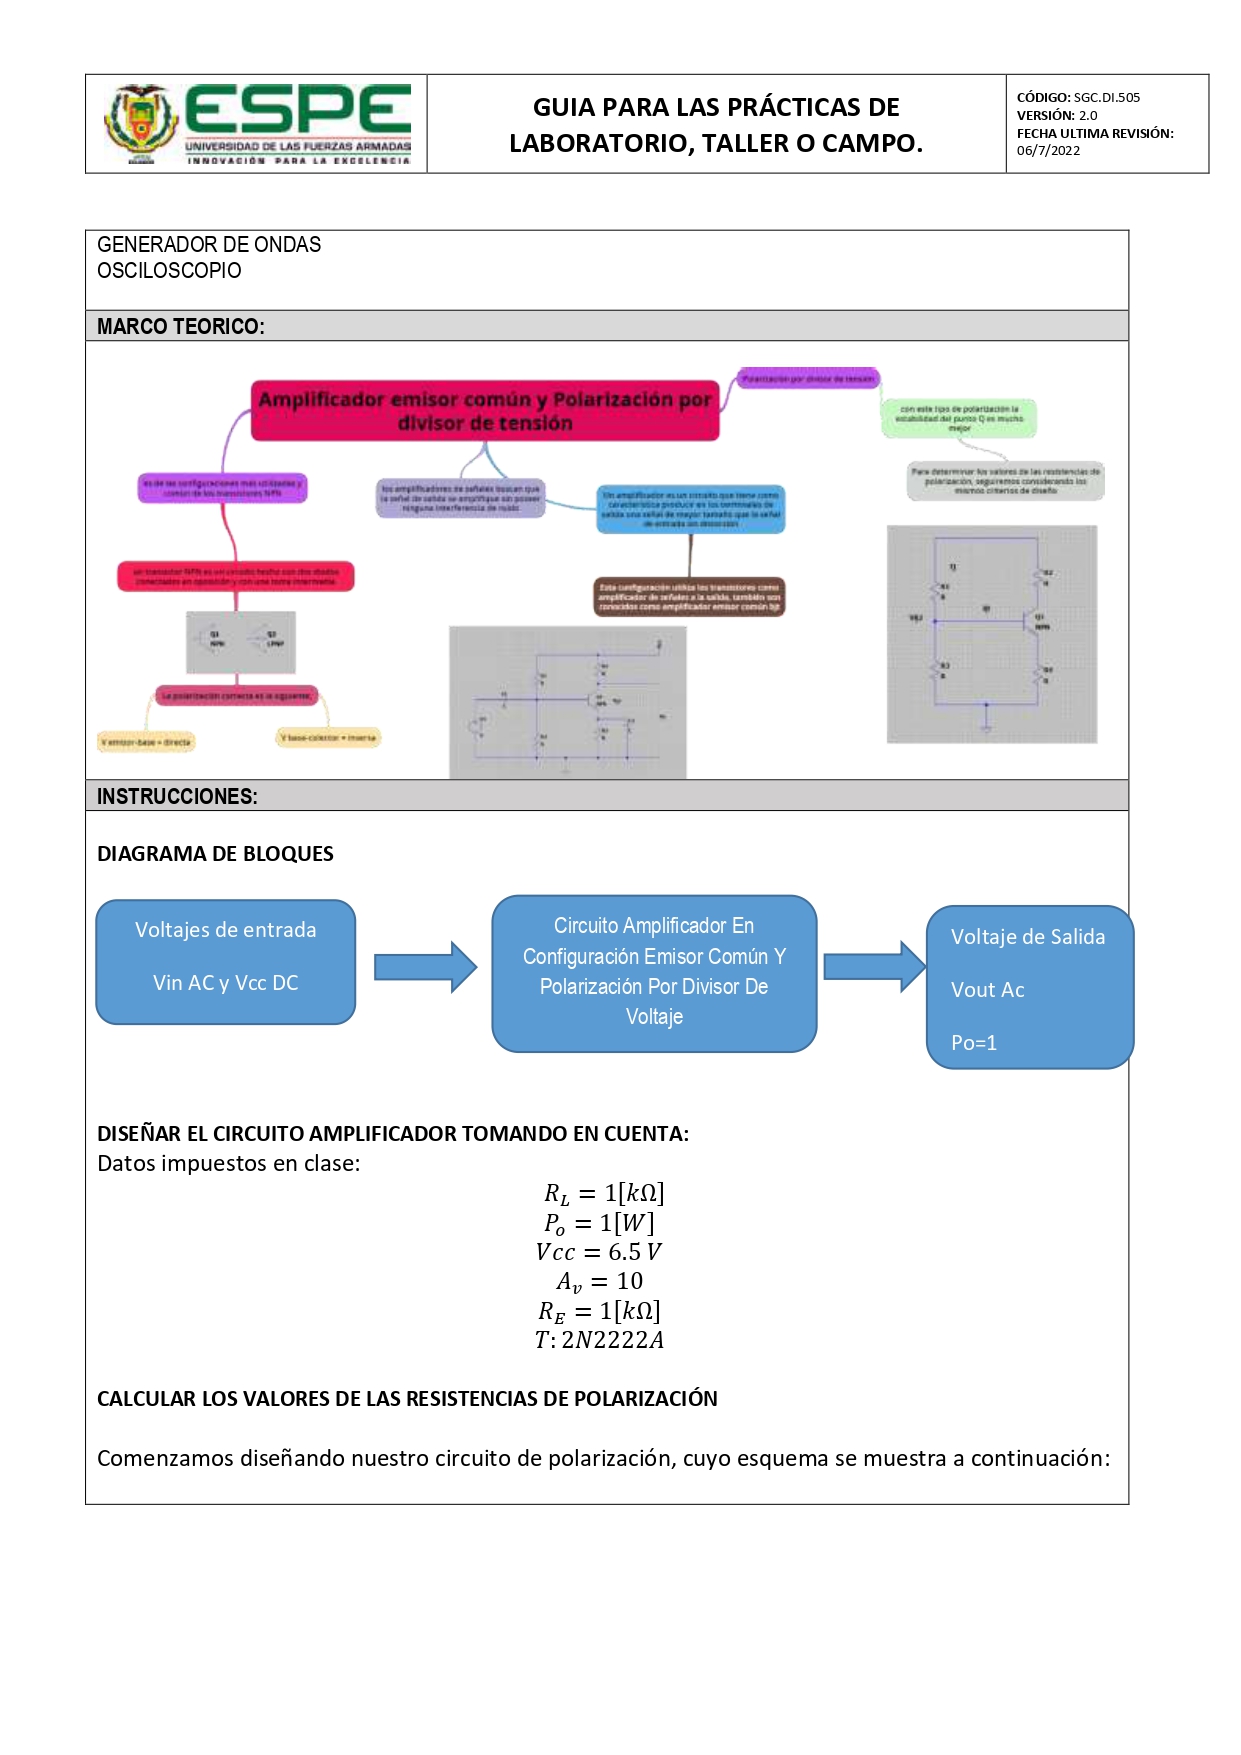 ESPE
UNIVERSIDAD DE LAS FUERZAS ARMADAS
INNOVACIÓN PARA LA EXCELENCIA
GUIA PARA LAS PRÁCTICAS DE
LABORATORIO, TALLER O CAMPO.
CÓDIGO: SGC.DI.505
VERSIÓN: 2.0
FECHA ULTIMA REVISIÓN:
06/7/2022
GENERADOR DE ONDAS
OSCILOSCOPIO
MARCO TEORICO:
Amplificador emisor común y Polarización por
divisor de tensión
Polarización por divisor de tensión
con este tipo de polarización la
estabilidad del punto Q es mucho
mejor
Para determinar los valores de las resistencias de
polarización, seguiremos considerando los
mismos criterios de diseño
es de las configuraciones más utilizadas y
común de los transistores NPN
los amplificadores de señales buscan que
la señal de salida se amplifique sin poseer
ninguna interferencia de ruido
Un amplificador es un circuito que tiene como
característica producir en los terminales de
salida una señal de mayor tamaño que la señal
de entrada sin distorsión
un transistor NPN es un circuito hecho con dos diodos
conectados en oposición y con una toma intermedia
Esta configuración utiliza los transistores como
amplificador de señales a la salida, también son
conocidos como amplificador emisor común bjt
Q1
NPN
Q2
LPNP
La polarización correcta es la siguiente:
V emisor-base = directa
V base-colector = inversa
R1
R
R2
R
Q1
NPN
R3
R
R4
R
INSTRUCCIONES:
DIAGRAMA DE BLOQUES
Voltajes de entrada
Vin AC y Vcc DC
Circuito Amplificador En
Configuración Emisor Común Y
Polarización Por Divisor De
Voltaje
Voltaje de Salida
Vout Ac
Po=1
DISEÑAR EL CIRCUITO AMPLIFICADOR TOMANDO EN CUENTA:
Datos impuestos en clase:
R_L = 1[kΩ]
P_o = 1[W]
Vcc = 6.5 V
A_v = 10
R_E = 1[kΩ]
T: 2N2222A
CALCULAR LOS VALORES DE LAS RESISTENCIAS DE POLARIZACIÓN
Comenzamos diseñando nuestro circuito de polarización, cuyo esquema se muestra a continuación: